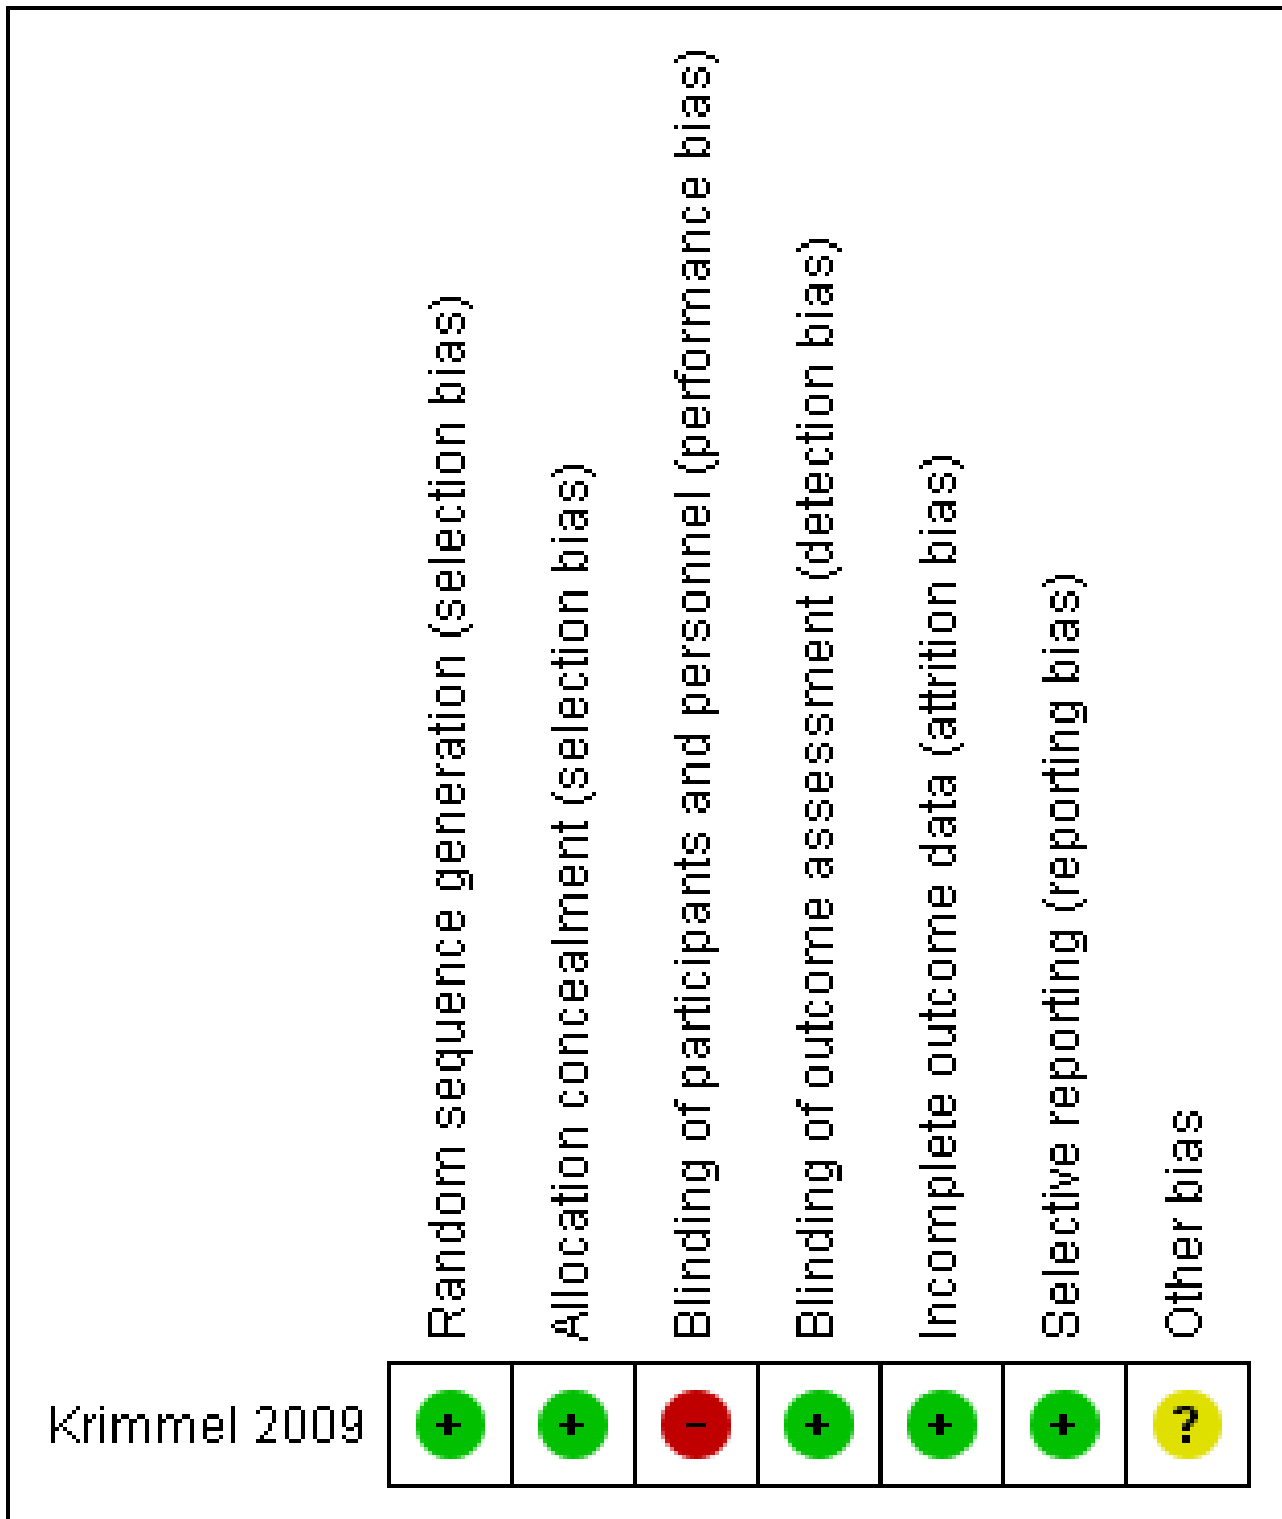 Random sequence generation (selection bias)
Allocation concealment (selection bias)
Blinding of participants and personnel (performance bias)
Blinding of outcome assessment (detection bias)
Incomplete outcome data (attrition bias)
Selective reporting (reporting bias)
Other bias
Krimmel 2009 + + - + + + ?